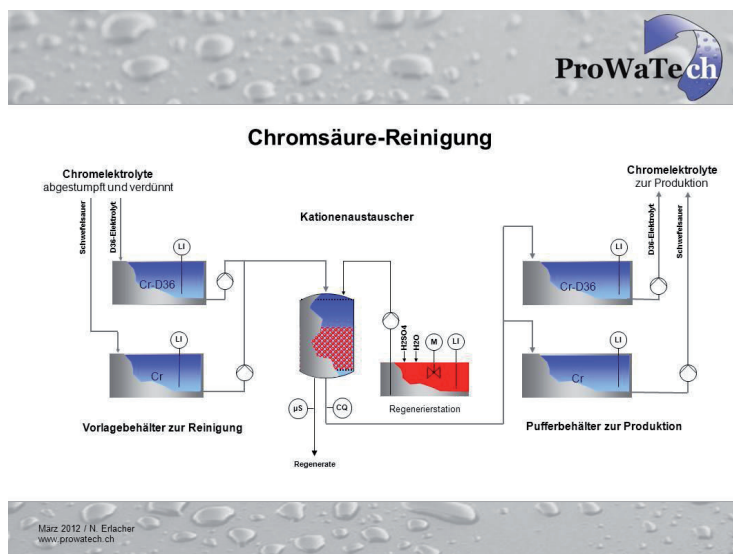 ProWaTech
Chromsäure-Reinigung
Chromelektrolyte
abgestumpft und verdünnt
Schwefelsauer
D36-Elektrolyt
LI
Cr-D36
LI
Cr
Vorlagebehälter zur Reinigung
Kationenaustauscher
µS
CQ
Regenerate
H2SO4
H2O
M
LI
Regenerierstation
Chromelektrolyte
zur Produktion
D36-Elektrolyt
Schwefelsauer
LI
Cr-D36
LI
Cr
Pufferbehälter zur Produktion
März 2012 / N. Erlacher
www.prowatech.ch